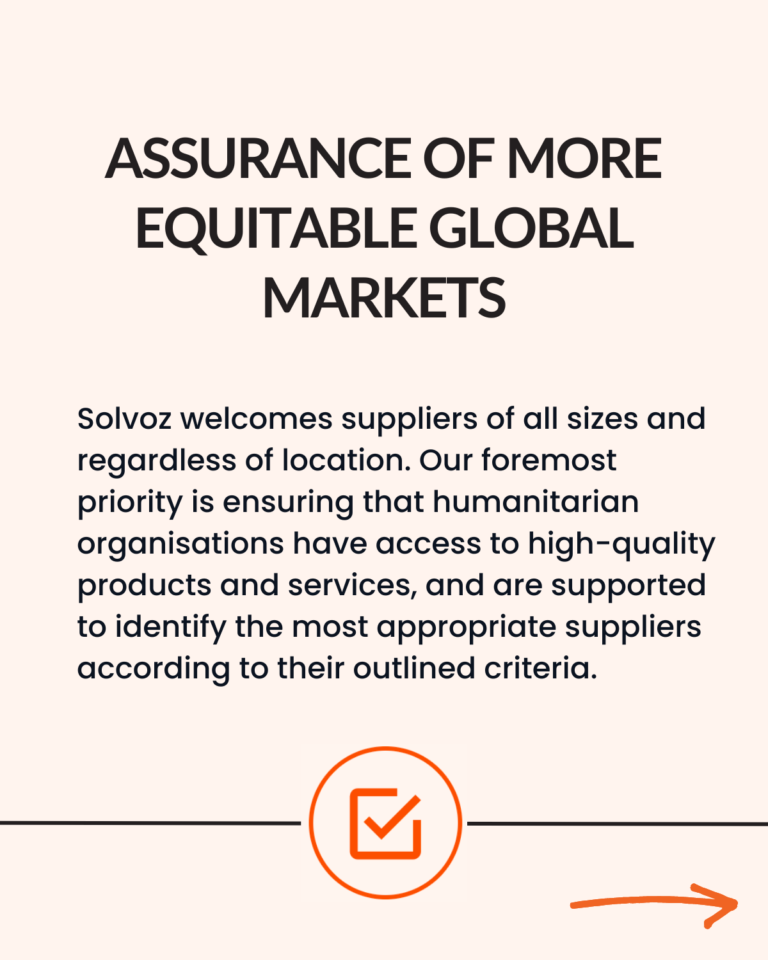 ASSURANCE OF MORE
EQUITABLE GLOBAL
MARKETS
Solvoz welcomes suppliers of all sizes and
regardless of location. Our foremost
priority is ensuring that humanitarian
organisations have access to high-quality
products and services, and are supported
to identify the most appropriate suppliers
according to their outlined criteria.